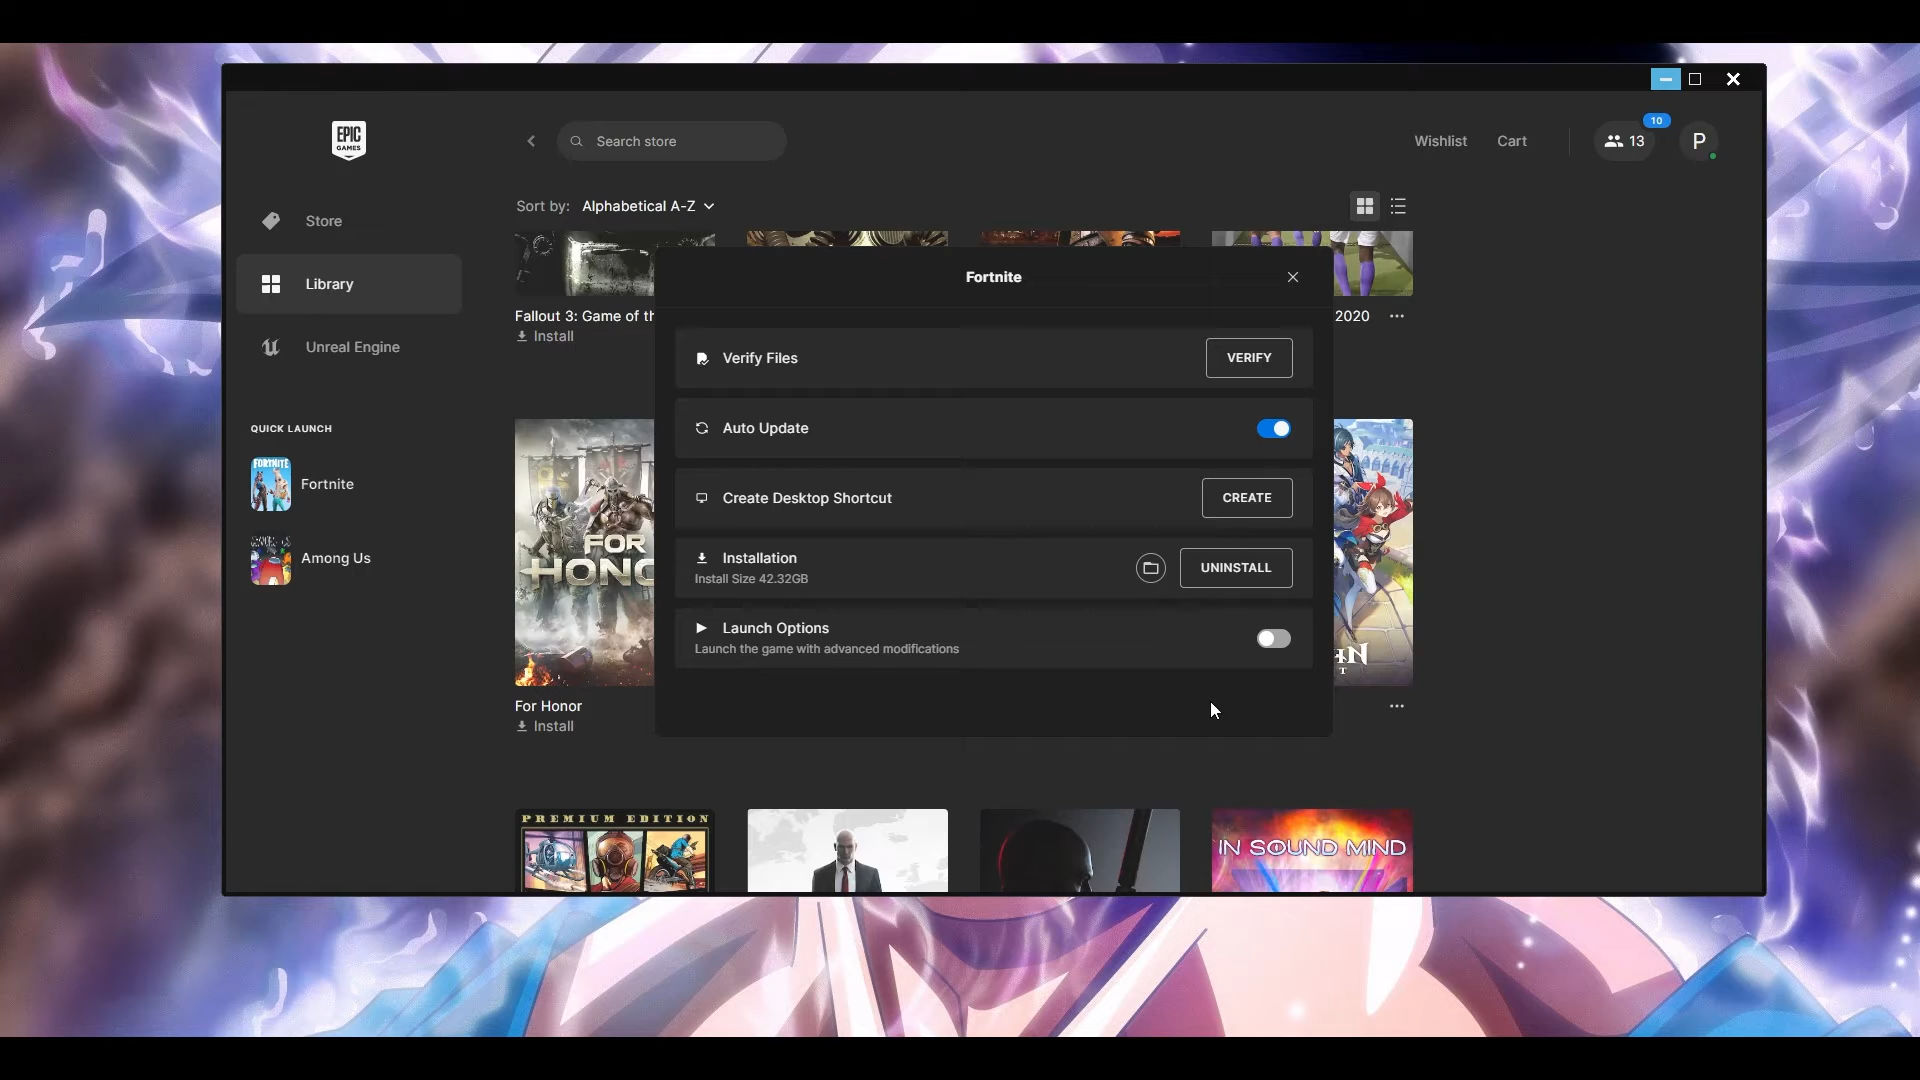 EPIC
GAMES
Search store
Wishlist
Cart
13
10
P
Store
Library
Unreal Engine
QUICK LAUNCH
FORTNITE
Fortnite
AMONG US
Among Us
Sort by: Alphabetical A-Z
Fallout 3: Game of th
Install
2020
Fortnite
Verify Files
VERIFY
Auto Update
Create Desktop Shortcut
CREATE
Installation
Install Size 42.32GB
UNINSTALL
Launch Options
Launch the game with advanced modifications
FOR
HONO
For Honor
Install
PREMIUM EDITION
IN SOUND MIND